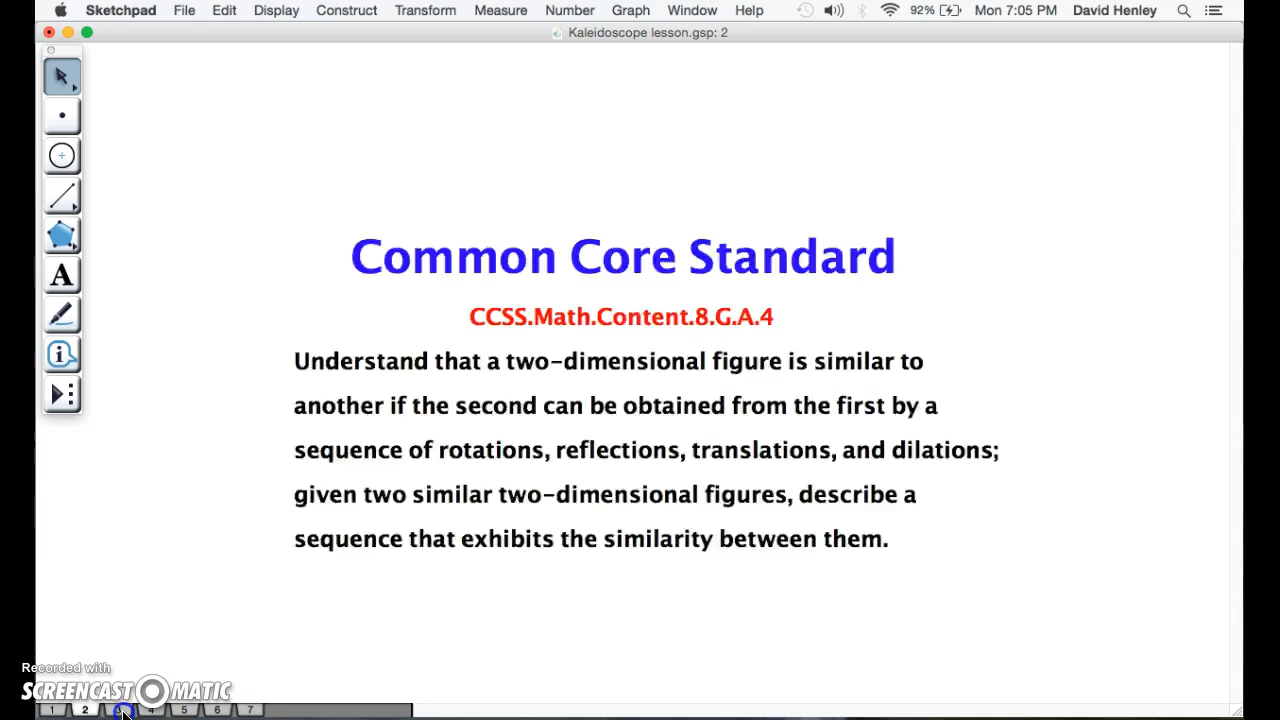 Sketchpad File Edit Display Construct Transform Measure Number Graph Window Help 92% Mon 7:05 PM David Henley
Kaleidoscope lesson.gsp: 2
A
Common Core Standard
CCSS.Math.Content.8.G.A.4
Understand that a two-dimensional figure is similar to
another if the second can be obtained from the first by a
sequence of rotations, reflections, translations, and dilations;
given two similar two-dimensional figures, describe a
sequence that exhibits the similarity between them.
Recorded with
SCREENCAST-O-MATIC
1 2 3 4 5 6 7